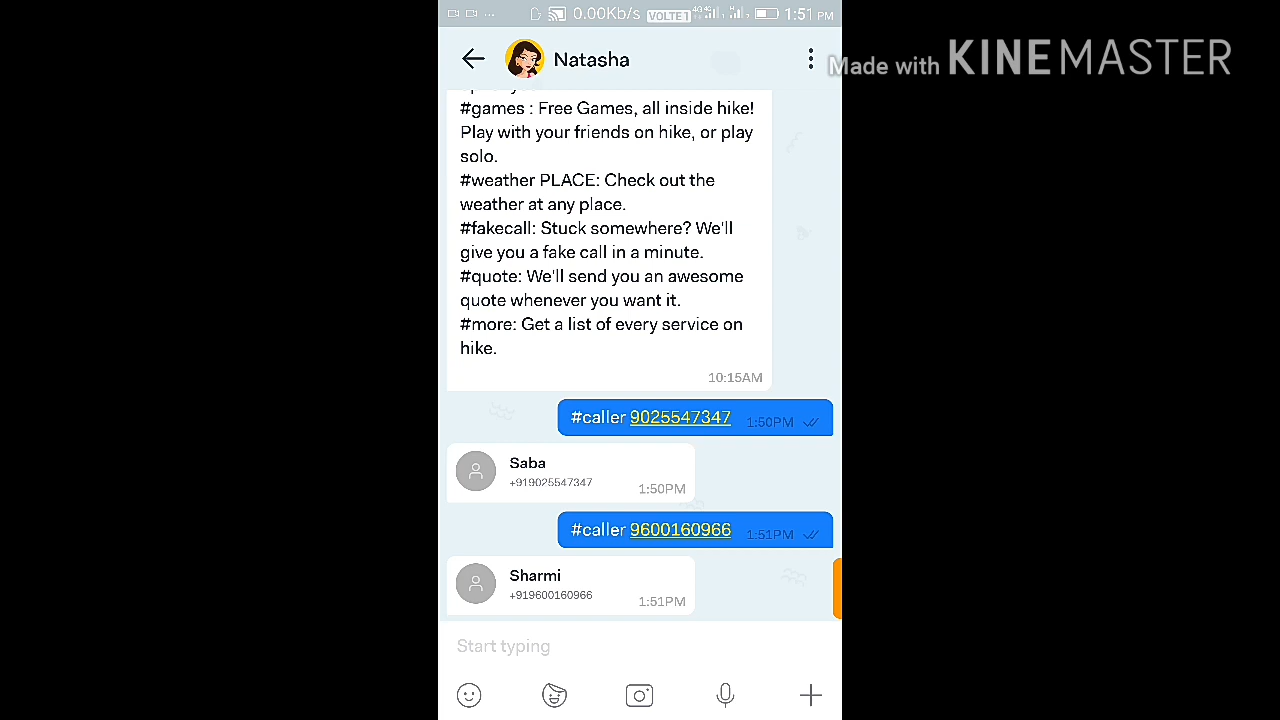 0.00Kb/s VOLTE 1 4G 1:51 PM
Natasha
Made with KINEMASTER
#games : Free Games, all inside hike!
Play with your friends on hike, or play
solo.
#weather PLACE: Check out the
weather at any place.
#fakecall: Stuck somewhere? We'll
give you a fake call in a minute.
#quote: We'll send you an awesome
quote whenever you want it.
#more: Get a list of every service on
hike.
10:15AM
#caller 9025547347 1:50PM
Saba
+919025547347 1:50PM
#caller 9600160966 1:51PM
Sharmi
+919600160966 1:51PM
Start typing